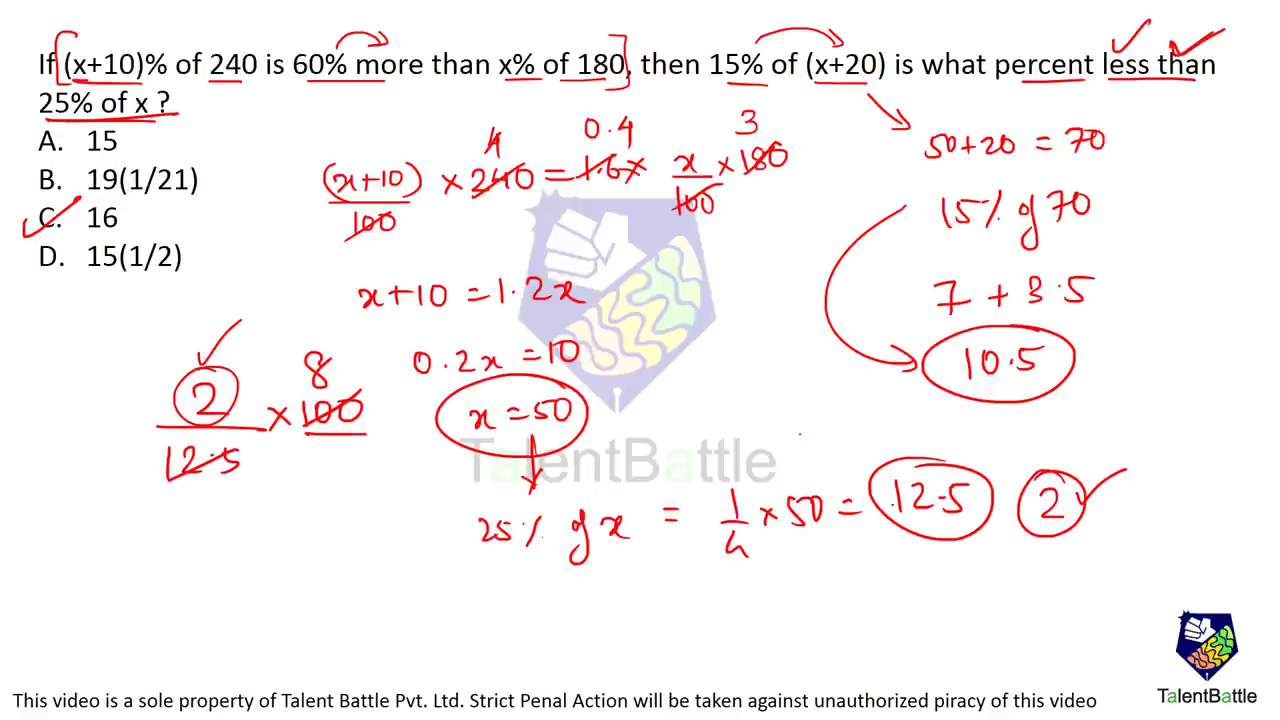 If (x+10)% of 240 is 60% more than x% of 180, then 15% of (x+20) is what percent less than
25% of x ?
A. 15
B. 19(1/21)
C. 16
D. 15(1/2)
4 0.4 3
(x+10)/100 × 240 = 1.6 × x/100 × 180
x+10 = 1.2x
0.2x = 10
x = 50
25% of x = 1/4 × 50 = 12.5 2
50+20 = 70
15% of 70
7 + 3.5
10.5
8
2/12.5 × 100
TalentBattle
This video is a sole property of Talent Battle Pvt. Ltd. Strict Penal Action will be taken against unauthorized piracy of this video
TalentBattle